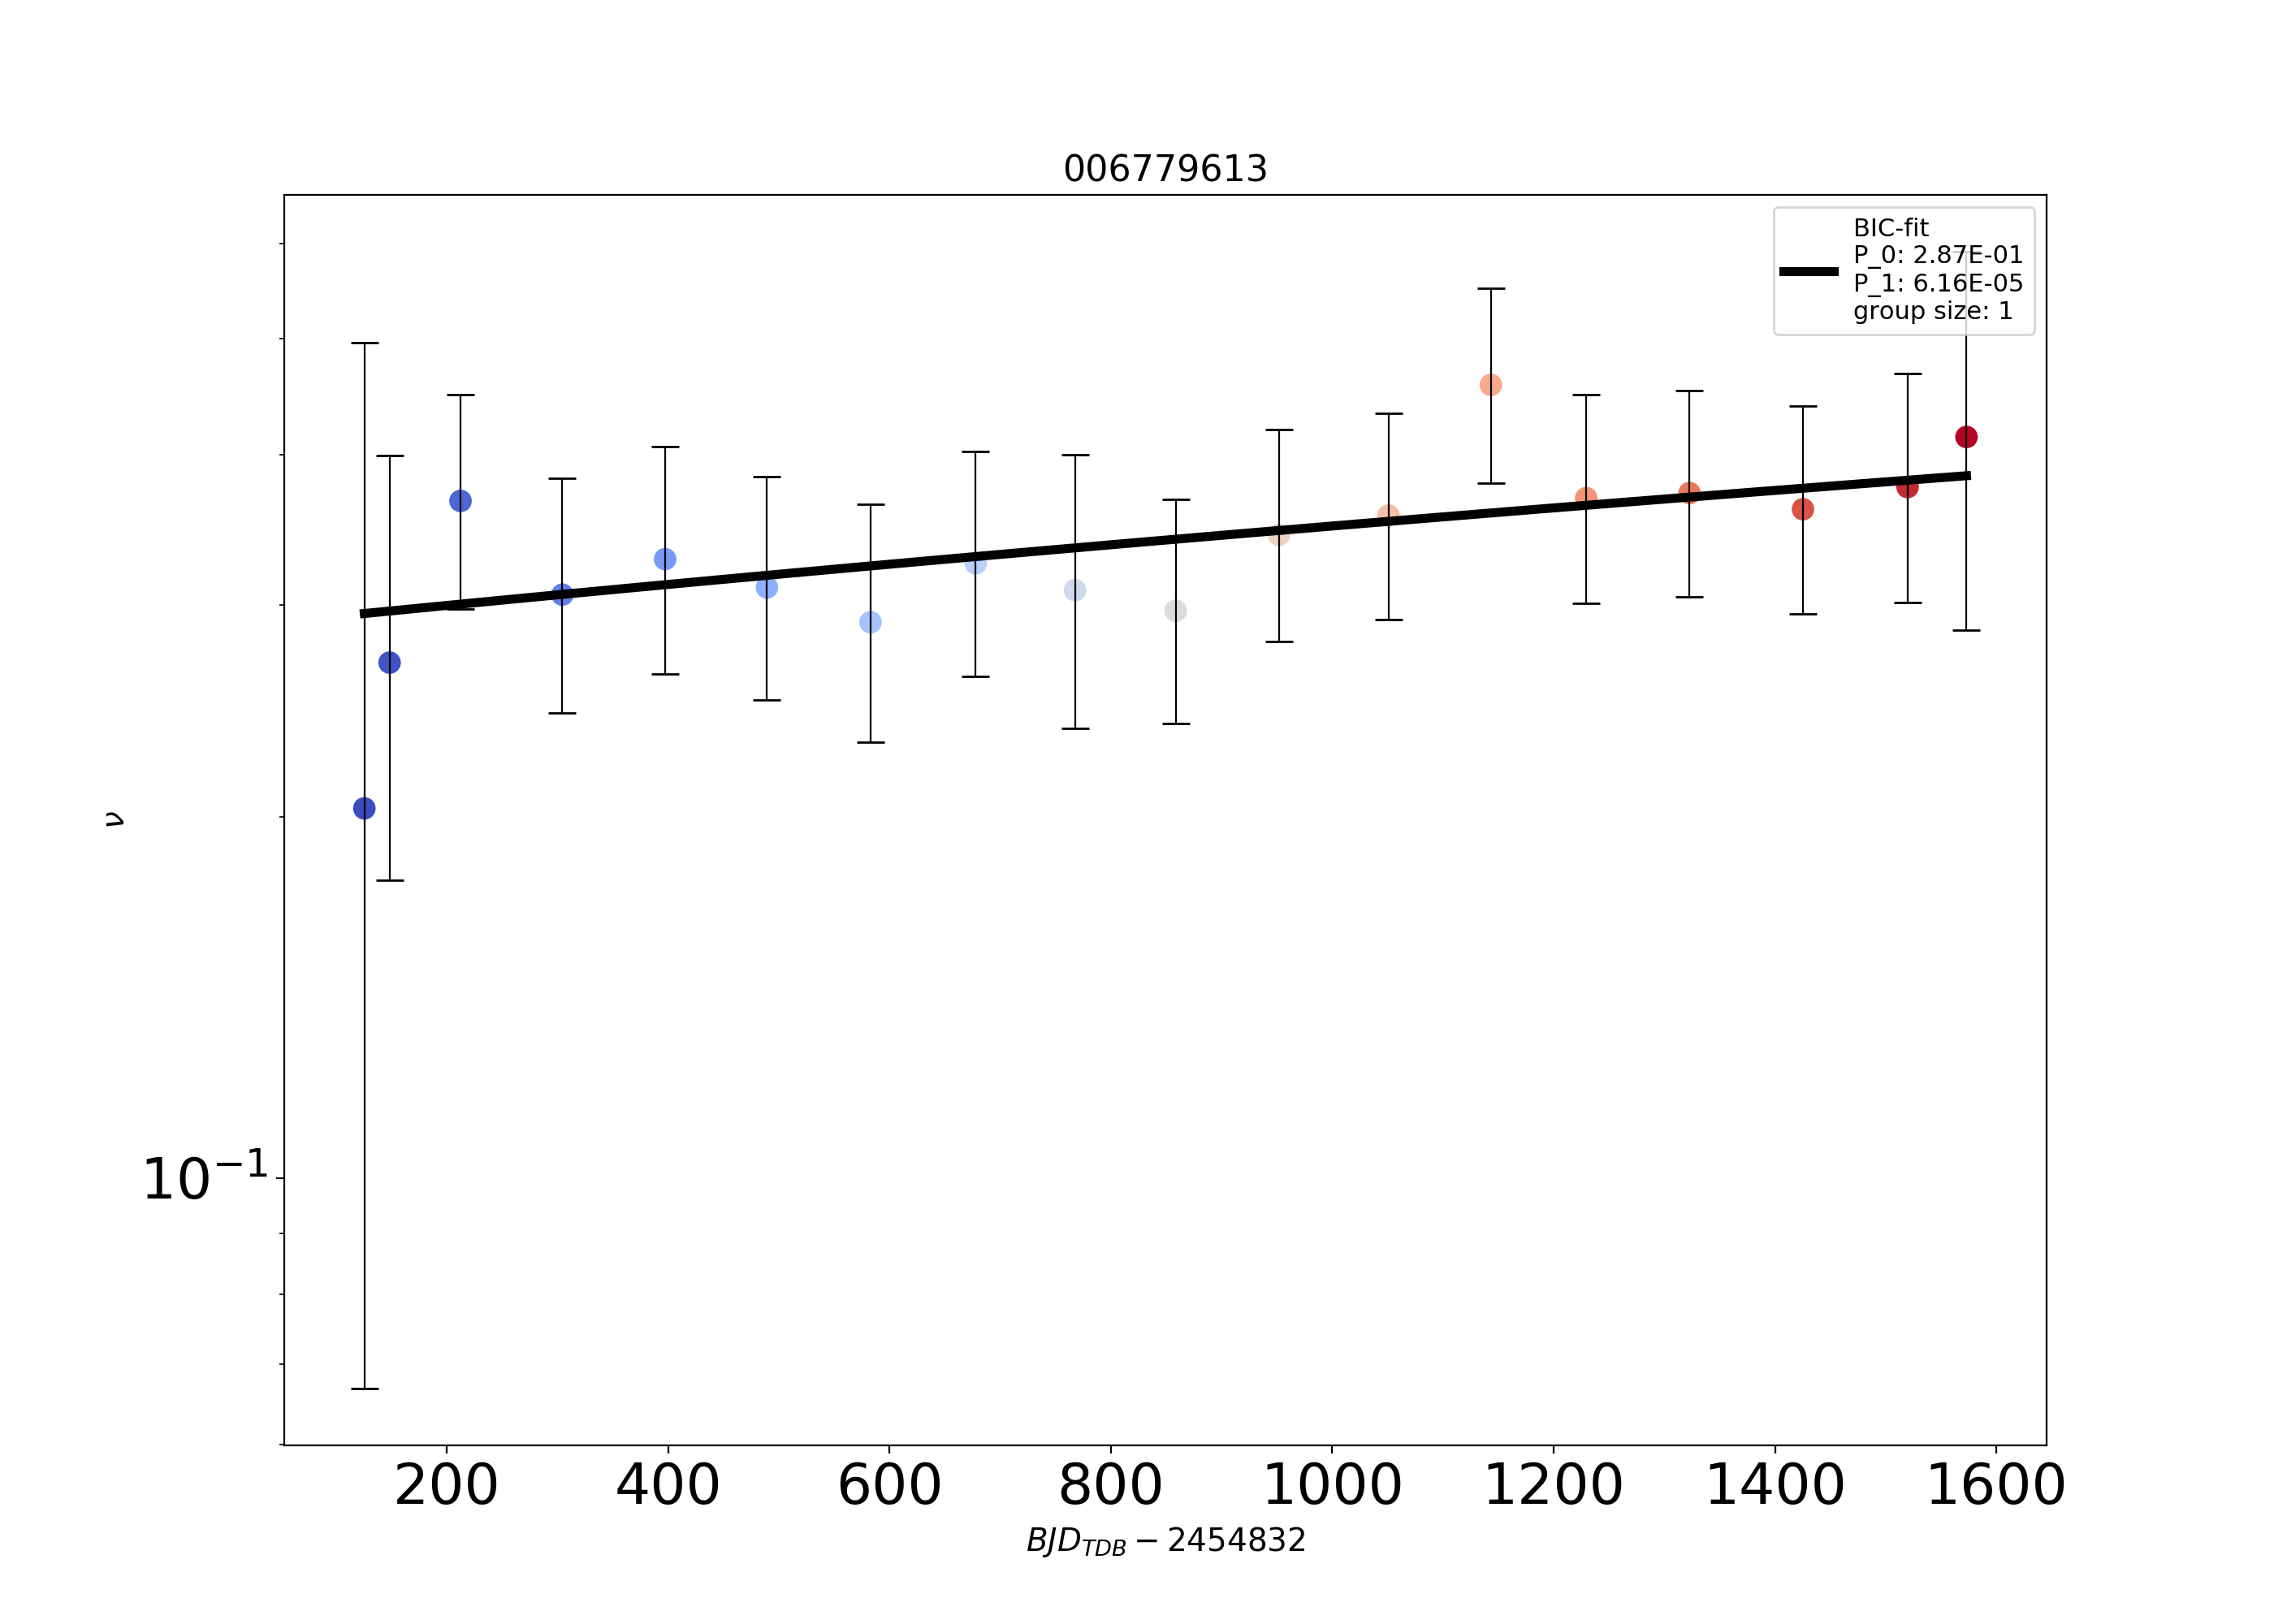 006779613
BIC-fit
P_0: 2.87E-01
P_1: 6.16E-05
group size: 1
ν
10⁻¹
200 400 600 800 1000 1200 1400 1600
BJD_TDB − 2454832